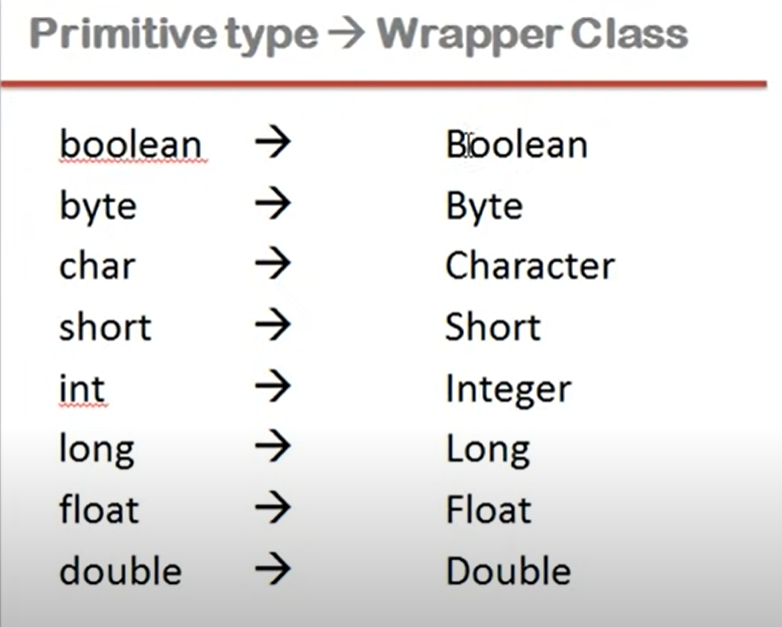 Primitive type → Wrapper Class
boolean → Boolean
byte → Byte
char → Character
short → Short
int → Integer
long → Long
float → Float
double → Double